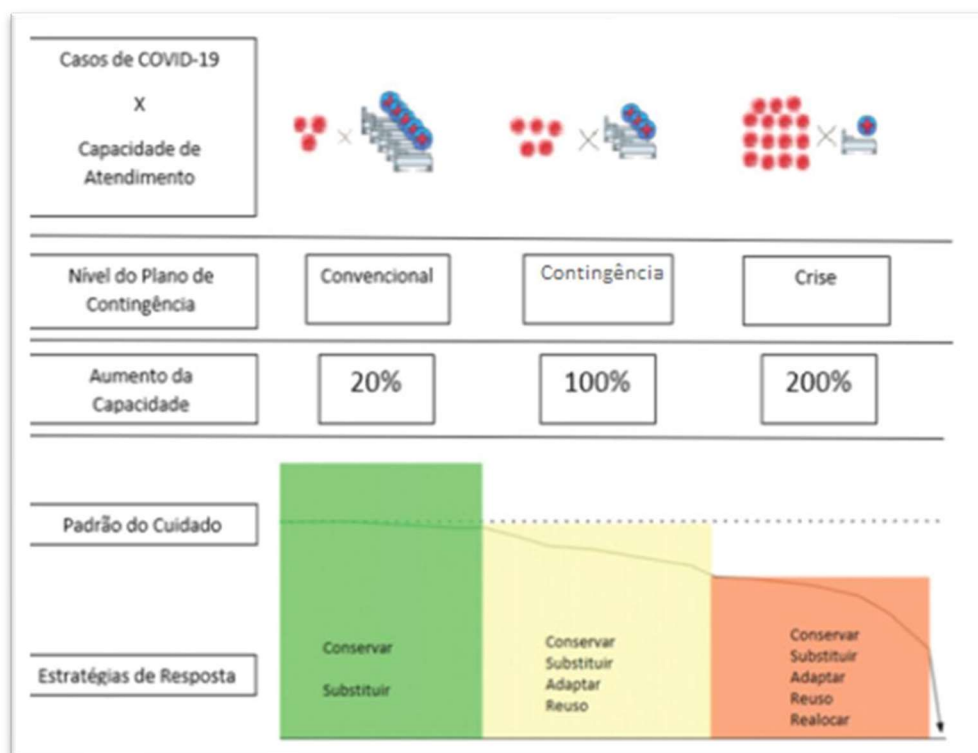 Casos de COVID-19
X
Capacidade de
Atendimento
Nível do Plano de
Contingência
Convencional
Contingência
Crise
Aumento da
Capacidade
20%
100%
200%
Padrão do Cuidado
Estratégias de Resposta
Conservar
Substituir
Conservar
Substituir
Adaptar
Reuso
Conservar
Substituir
Adaptar
Reuso
Realocar